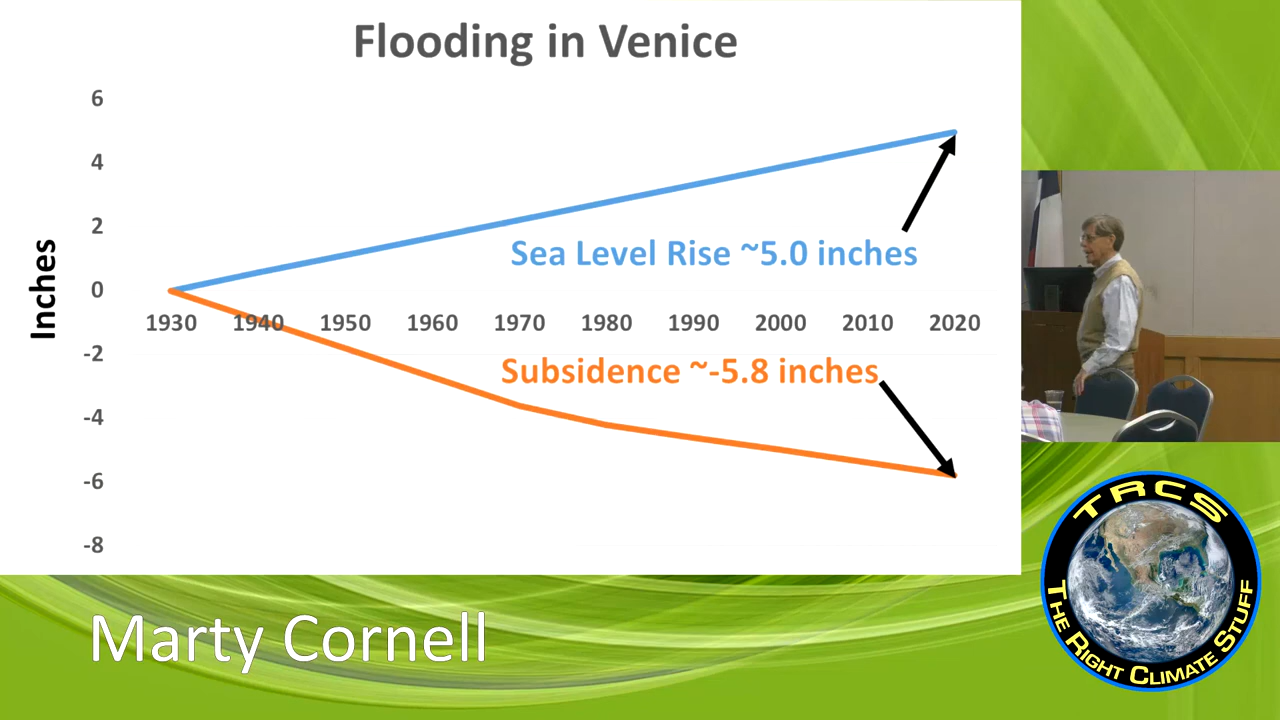 Flooding in Venice
6
4
2
0
-2
-4
-6
-8
Inches
1930 1940 1950 1960 1970 1980 1990 2000 2010 2020
Sea Level Rise ~5.0 inches
Subsidence ~-5.8 inches
Marty Cornell
TRCS
THE RIGHT CLIMATE STUFF